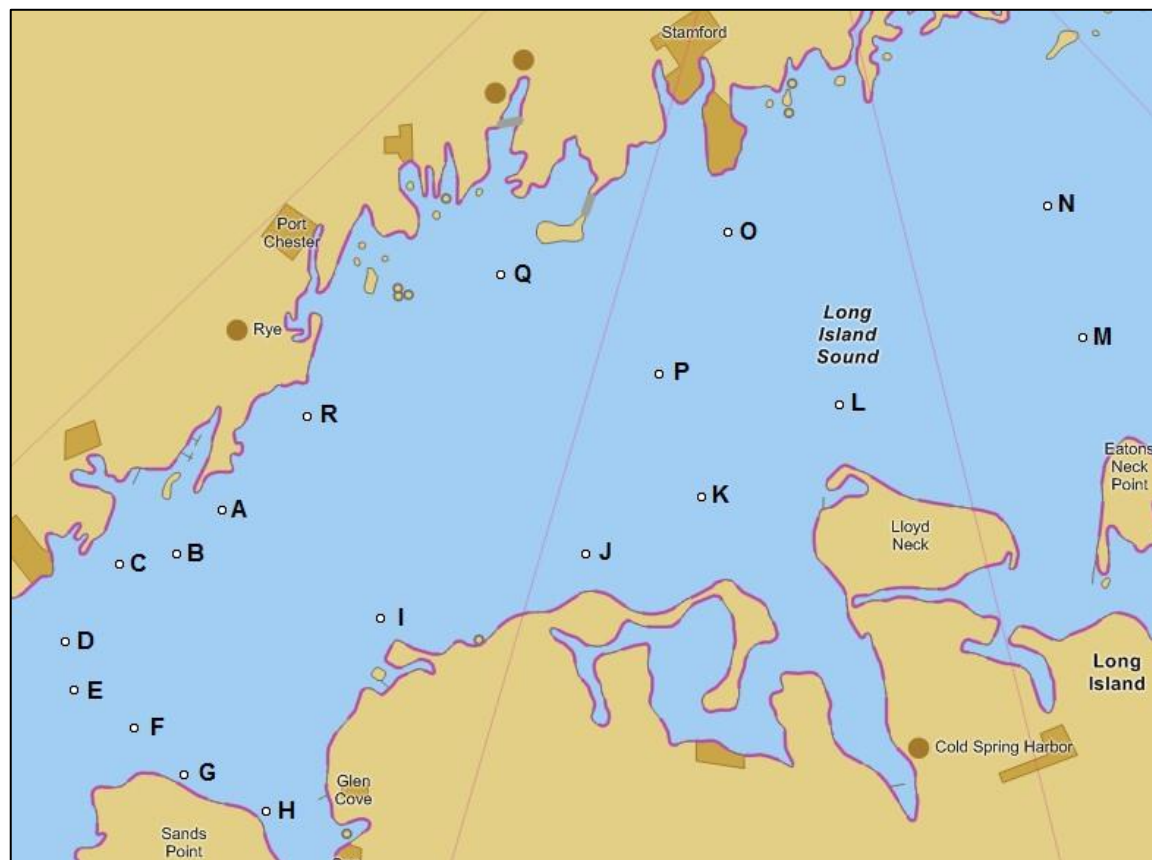 Stamford
N
Port
Chester
O
Q
Long
Island
Sound
Rye
M
P
L
R
Eatons
Neck
Point
K
A
Lloyd
Neck
B
J
C
I
D
Long
Island
E
F
Cold Spring Harbor
G
Glen
Cove
H
Sands
Point